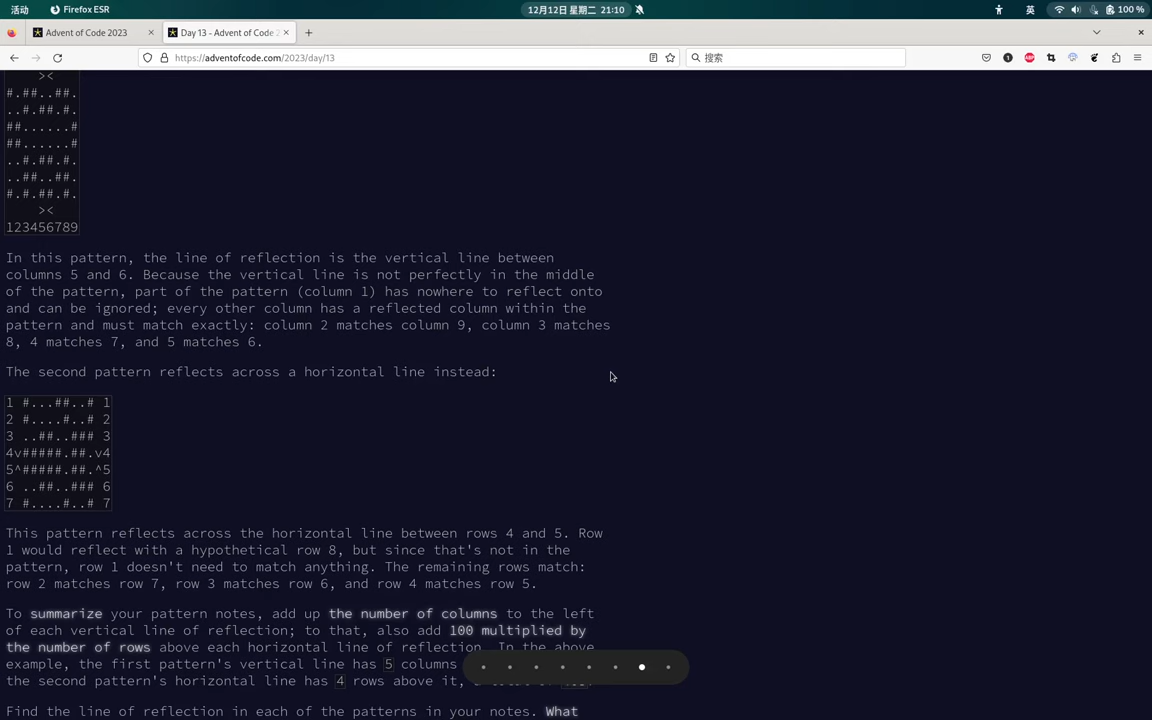 活动
Firefox ESR
12月12日 星期二 21:10
100 %
Advent of Code 2023
Day 13 - Advent of Code 2
https://adventofcode.com/2023/day/13
搜索
英
><
#.##..##.
..#.##.#.
##......#
##......#
..#.##.#.
..##..##.
#.#.##.#.
><
123456789
In this pattern, the line of reflection is the vertical line between
columns 5 and 6. Because the vertical line is not perfectly in the middle
of the pattern, part of the pattern (column 1) has nowhere to reflect onto
and can be ignored; every other column has a reflected column within the
pattern and must match exactly: column 2 matches column 9, column 3 matches
8, 4 matches 7, and 5 matches 6.
The second pattern reflects across a horizontal line instead:
1 #...##..# 1
2 #....#..# 2
3 ..##..### 3
4v#####.##.v4
5^#####.##.^5
6 ..##..### 6
7 #....#..# 7
This pattern reflects across the horizontal line between rows 4 and 5. Row
1 would reflect with a hypothetical row 8, but since that's not in the
pattern, row 1 doesn't need to match anything. The remaining rows match:
row 2 matches row 7, row 3 matches row 6, and row 4 matches row 5.
To summarize your pattern notes, add up the number of columns to the left
of each vertical line of reflection; to that, also add 100 multiplied by
the number of rows above each horizontal line of reflection. In the above
example, the first pattern's vertical line has 5 columns
the second pattern's horizontal line has 4 rows above it,
Find the line of reflection in each of the patterns in your notes. What